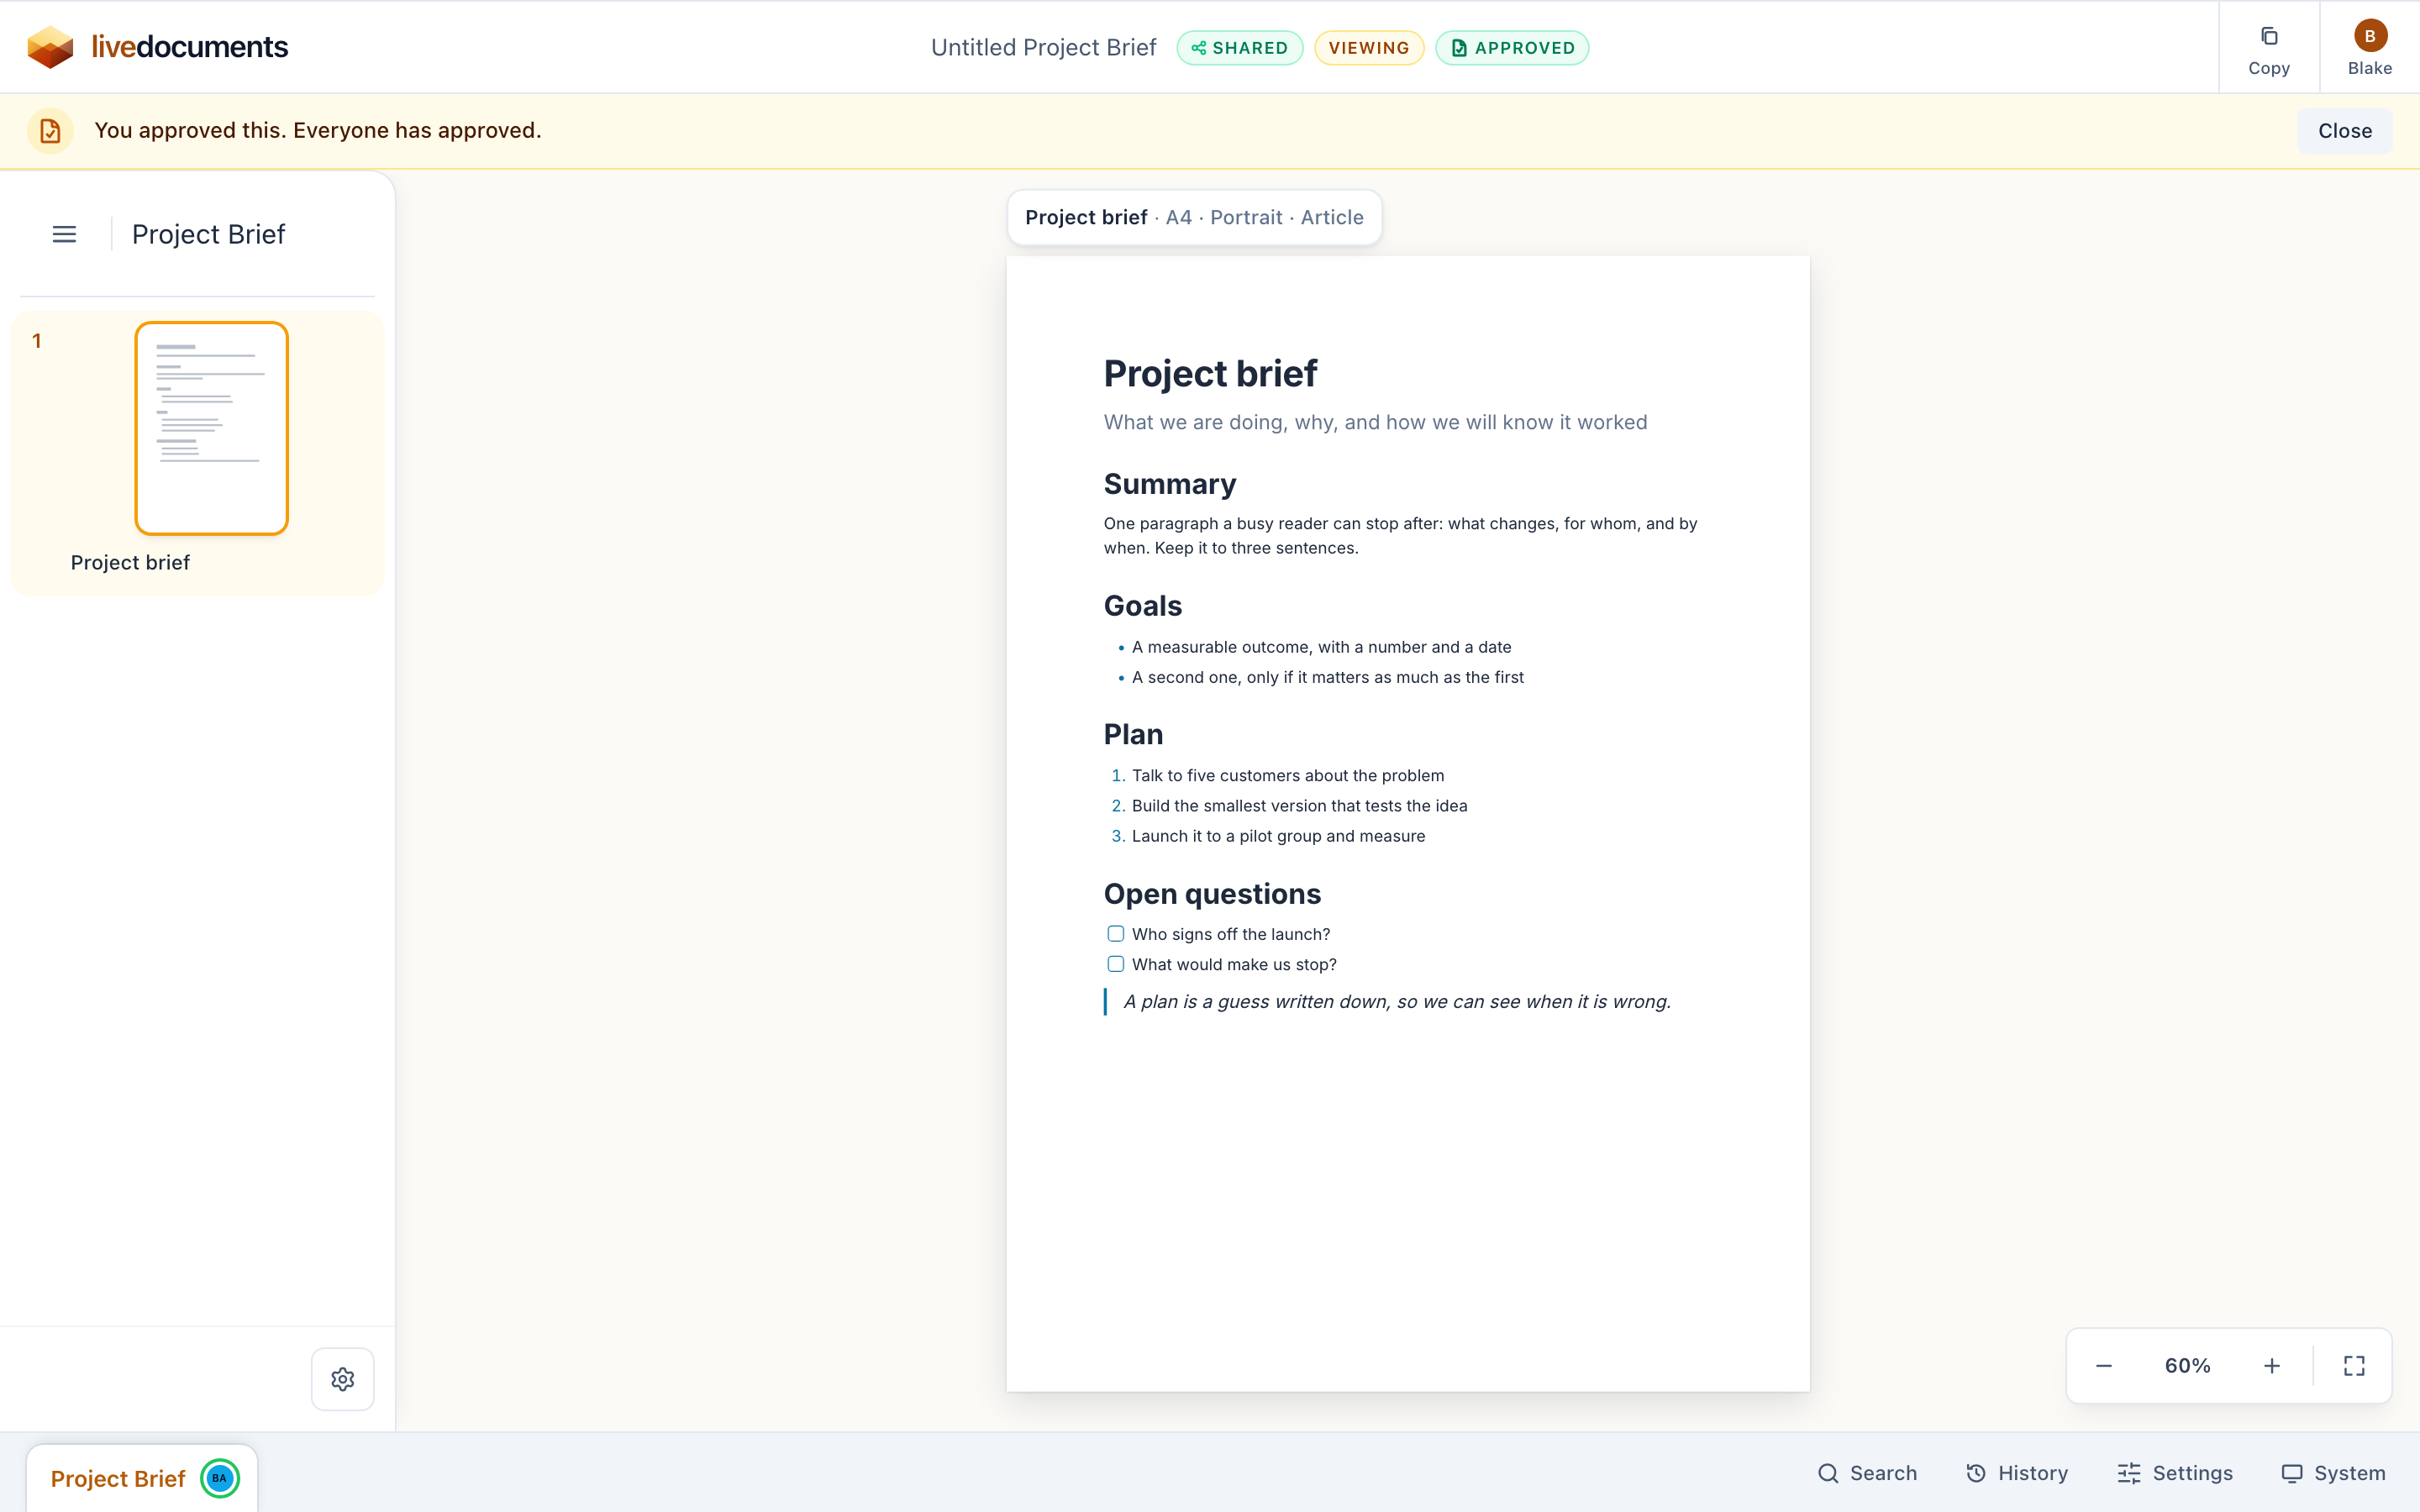 livedocuments
Untitled Project Brief
SHARED
VIEWING
APPROVED
Copy
B
Blake
You approved this. Everyone has approved.
Close
Project Brief
1
Project brief
Project brief · A4 · Portrait · Article
Project brief
What we are doing, why, and how we will know it worked
Summary
One paragraph a busy reader can stop after: what changes, for whom, and by
when. Keep it to three sentences.
Goals
• A measurable outcome, with a number and a date
• A second one, only if it matters as much as the first
Plan
1. Talk to five customers about the problem
2. Build the smallest version that tests the idea
3. Launch it to a pilot group and measure
Open questions
Who signs off the launch?
What would make us stop?
A plan is a guess written down, so we can see when it is wrong.
60%
Project Brief
BA
Search
History
Settings
System